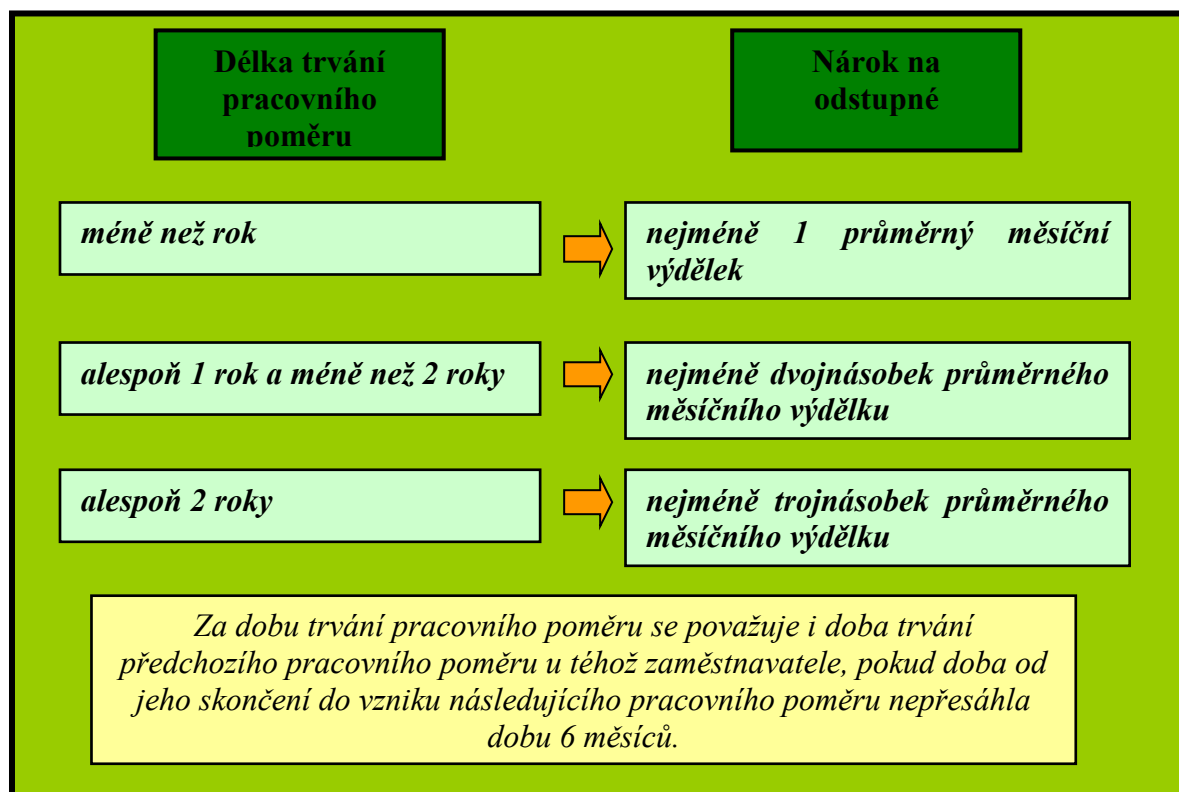 Délka trvání
pracovního
poměru
Nárok na
odstupné
méně než rok
nejméně 1 průměrný měsíční
výdělek
alespoň 1 rok a méně než 2 roky
nejméně dvojnásobek průměrného
měsíčního výdělku
alespoň 2 roky
nejméně trojnásobek průměrného
měsíčního výdělku
Za dobu trvání pracovního poměru se považuje i doba trvání
předchozího pracovního poměru u téhož zaměstnavatele, pokud doba od
jeho skončení do vzniku následujícího pracovního poměru nepřesáhla
dobu 6 měsíců.